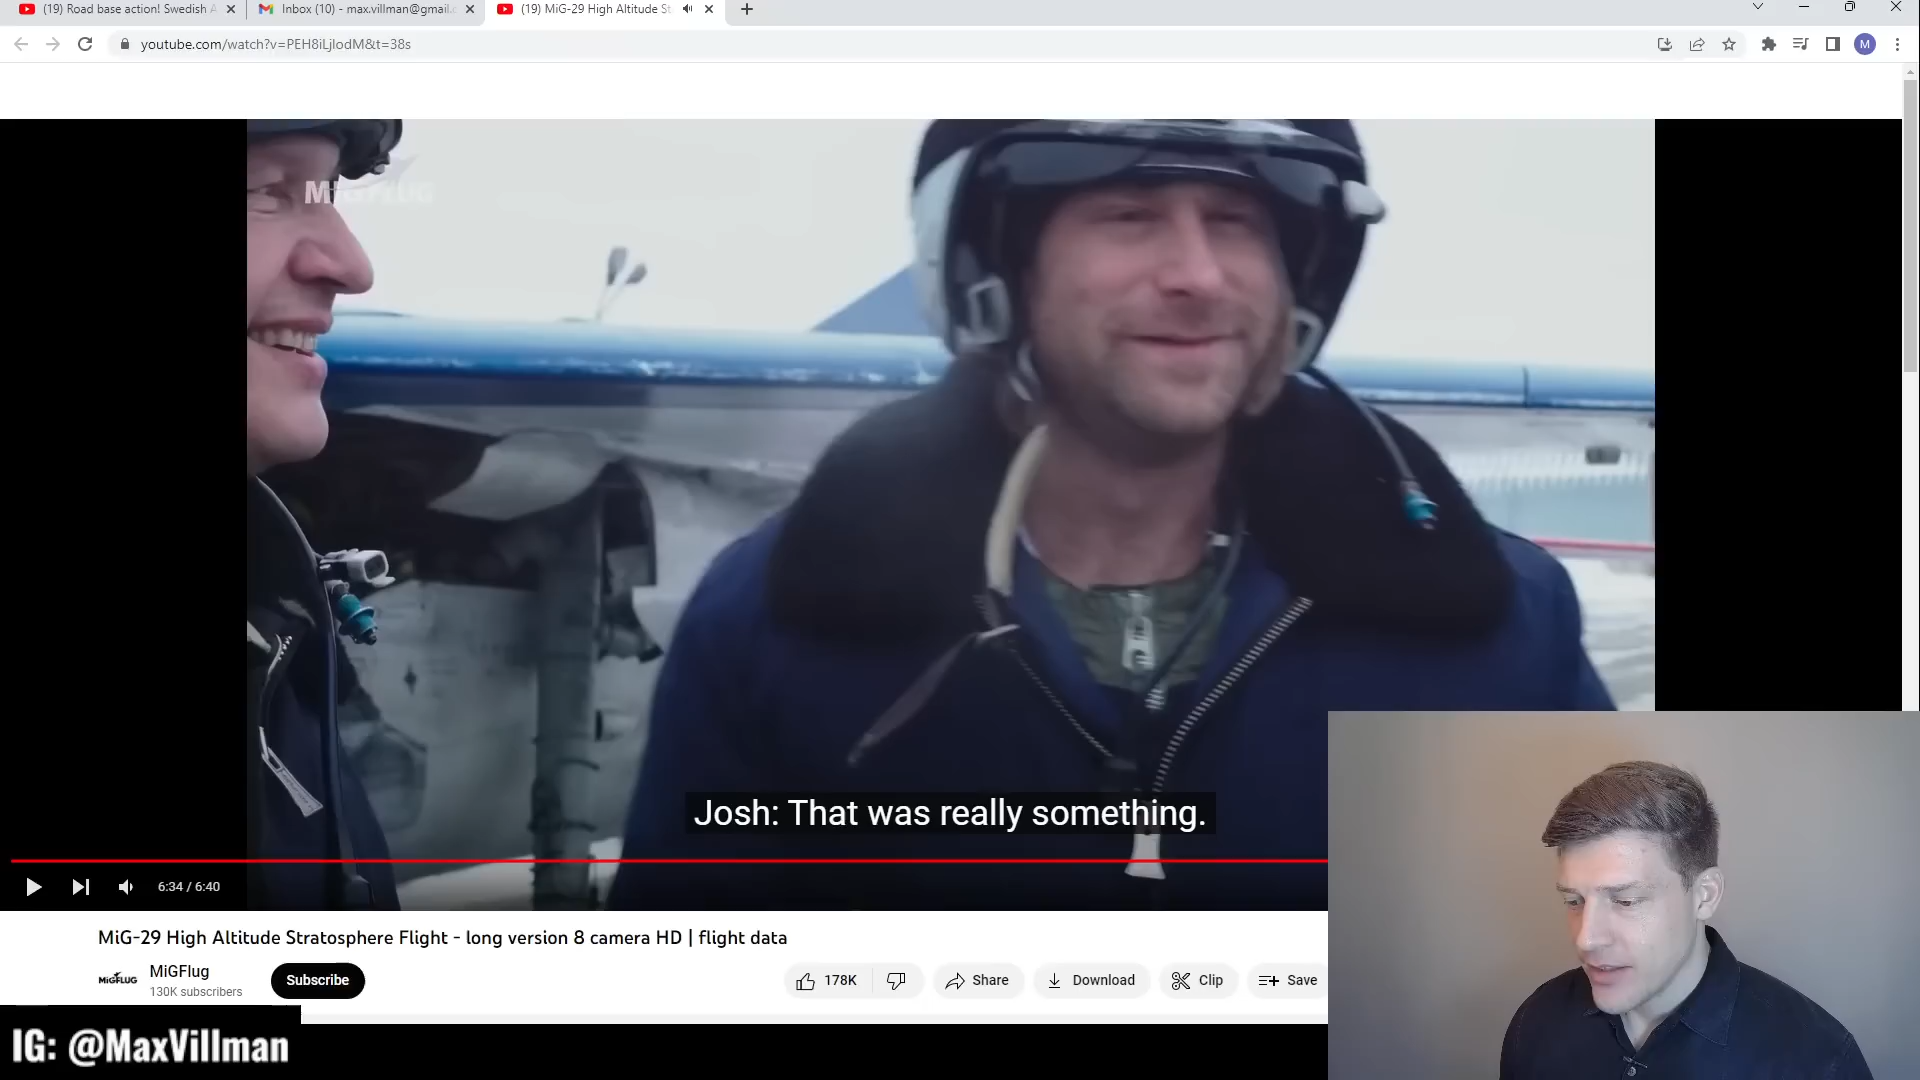 (19) Road base action! Swedish A
Inbox (10) - max.villman@gmail.c
(19) MiG-29 High Altitude St
youtube.com/watch?v=PEH8iLjlodM&t=38s
M
MiGFLUG
Josh: That was really something.
6:34 / 6:40
MiG-29 High Altitude Stratosphere Flight - long version 8 camera HD | flight data
MiGFLUG
MiGFlug
130K subscribers
Subscribe
178K
Share
Download
Clip
Save
IG: @MaxVillman